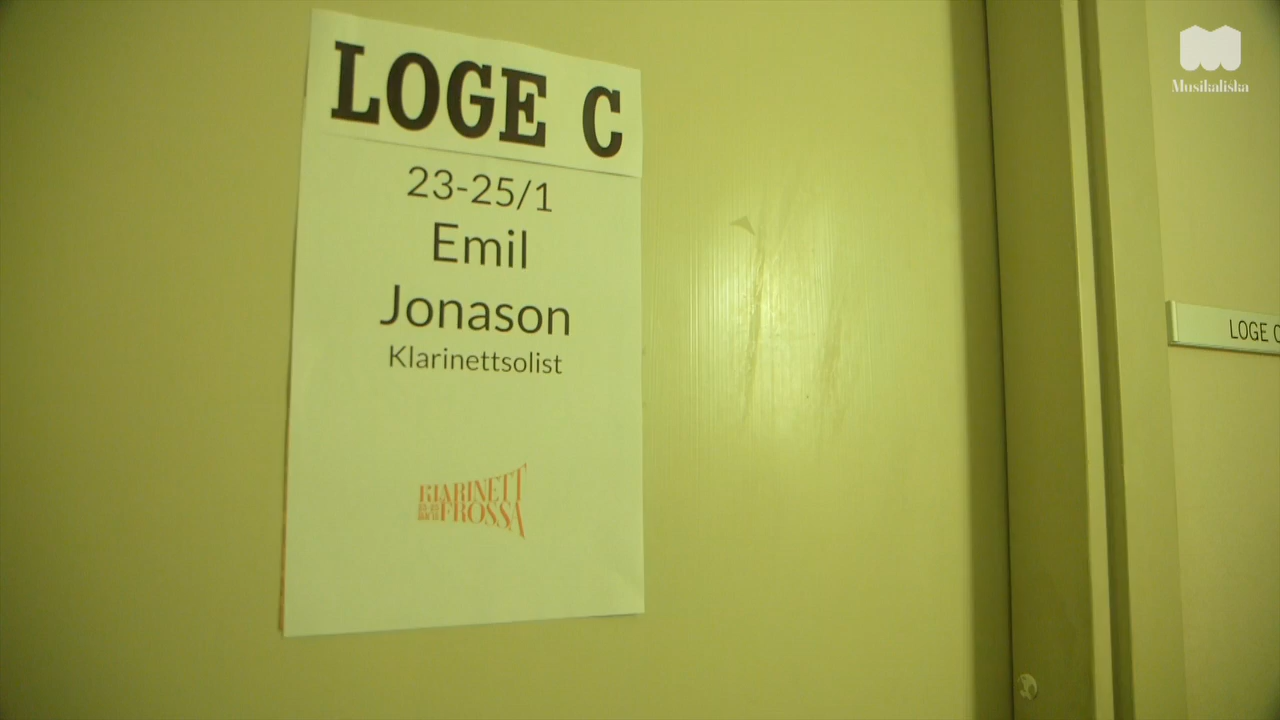 LOGE C
23-25/1
Emil
Jonason
Klarinettsolist
KLARINETT
FROSSA
Musikaliska
LOGE C